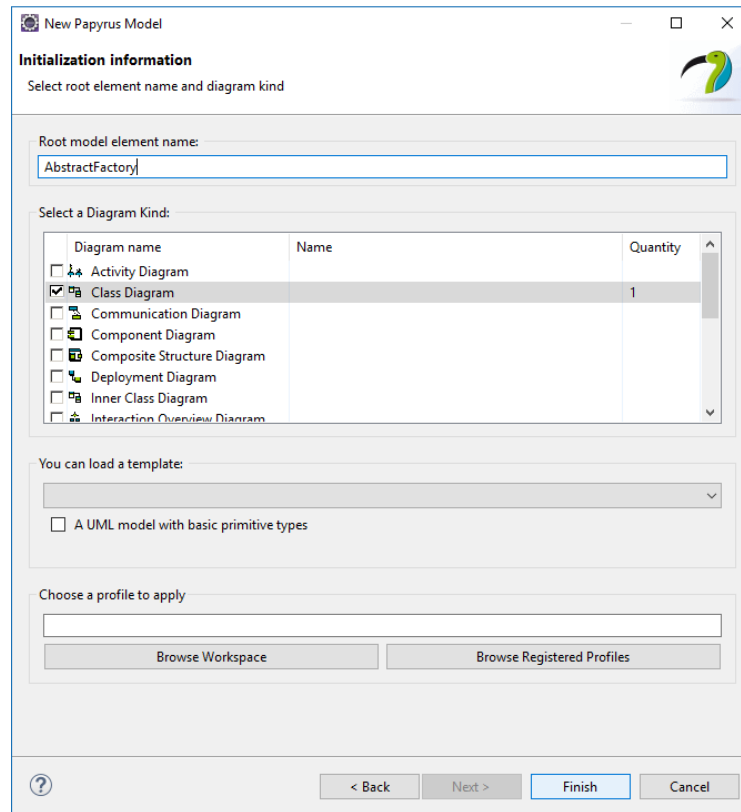 New Papyrus Model
Initialization information
Select root element name and diagram kind
Root model element name:
AbstractFactory
Select a Diagram Kind:
Diagram name Name Quantity
Activity Diagram
Class Diagram 1
Communication Diagram
Component Diagram
Composite Structure Diagram
Deployment Diagram
Inner Class Diagram
Interaction Overview Diagram
You can load a template:
A UML model with basic primitive types
Choose a profile to apply
Browse Workspace Browse Registered Profiles
? < Back Next > Finish Cancel